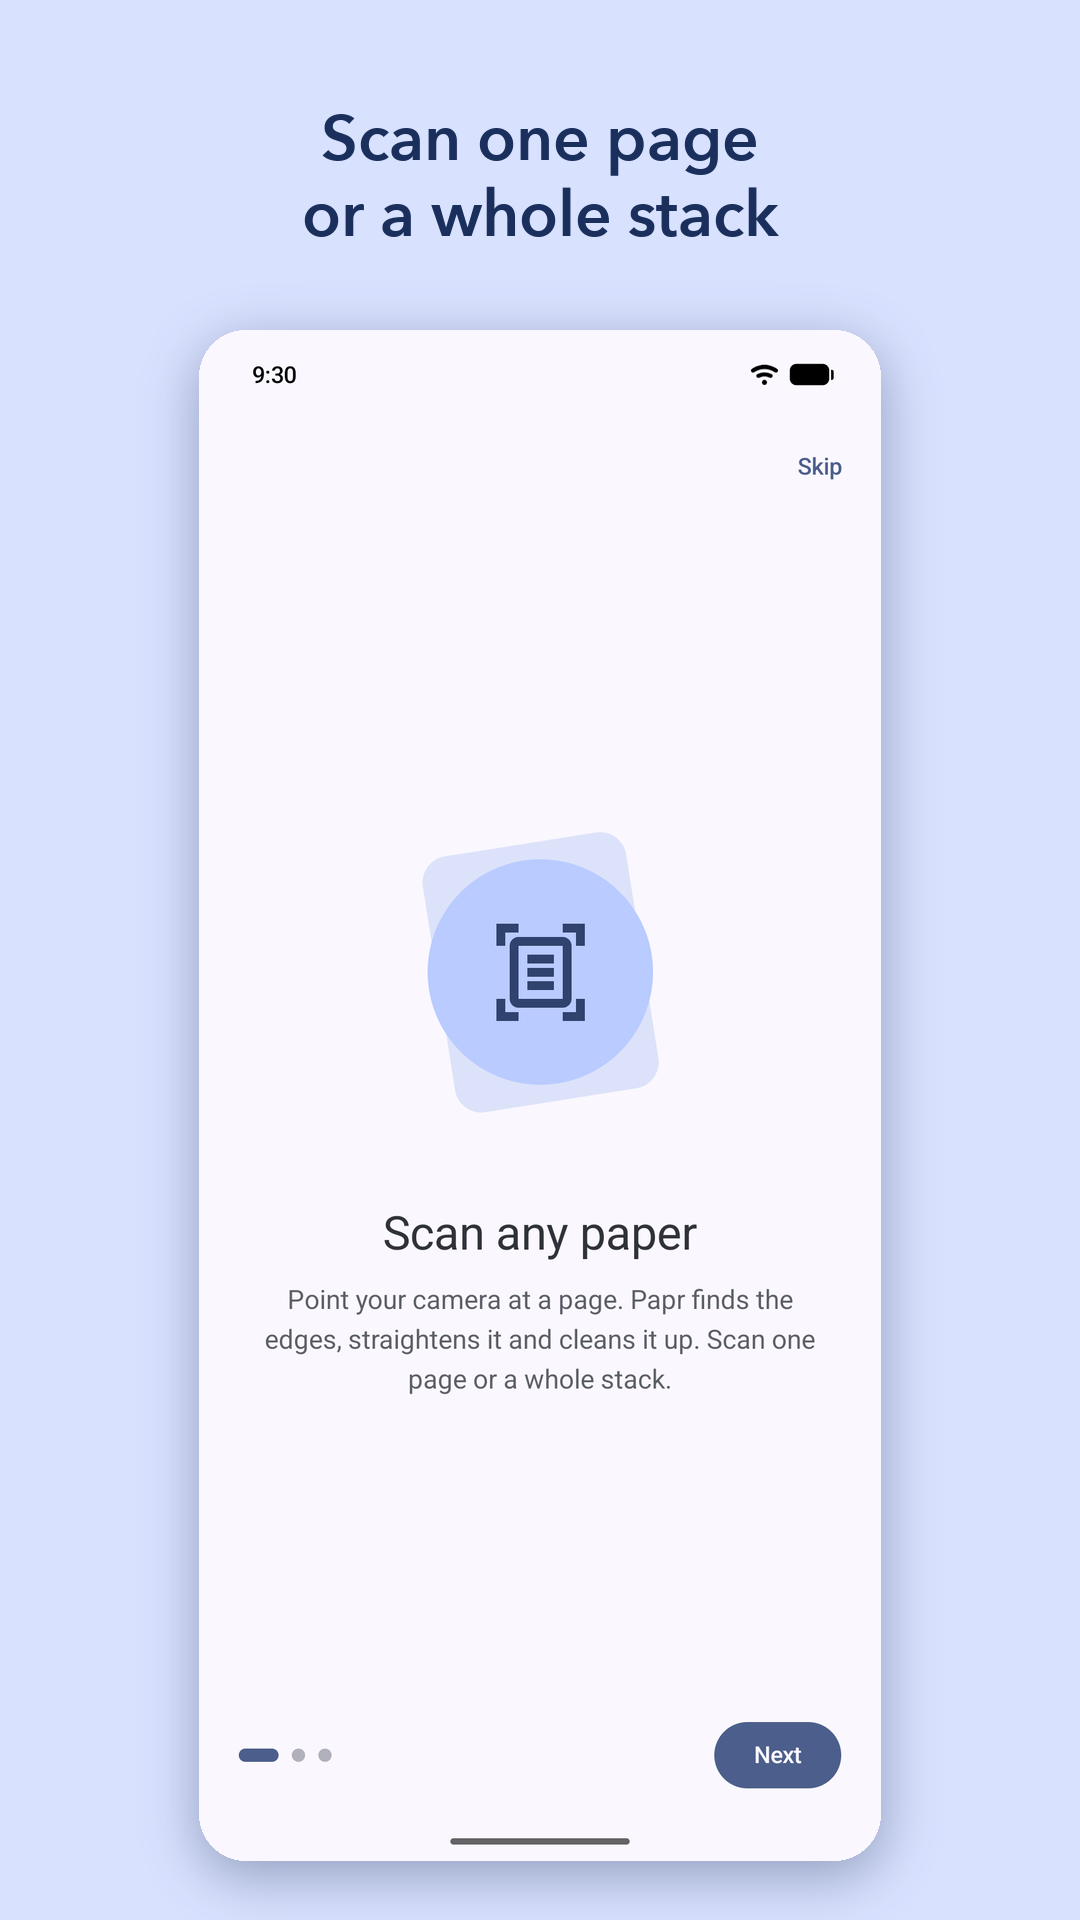 Scan one page
or a whole stack
9:30
Skip
Scan any paper
Point your camera at a page. Papr finds the
edges, straightens it and cleans it up. Scan one
page or a whole stack.
Next